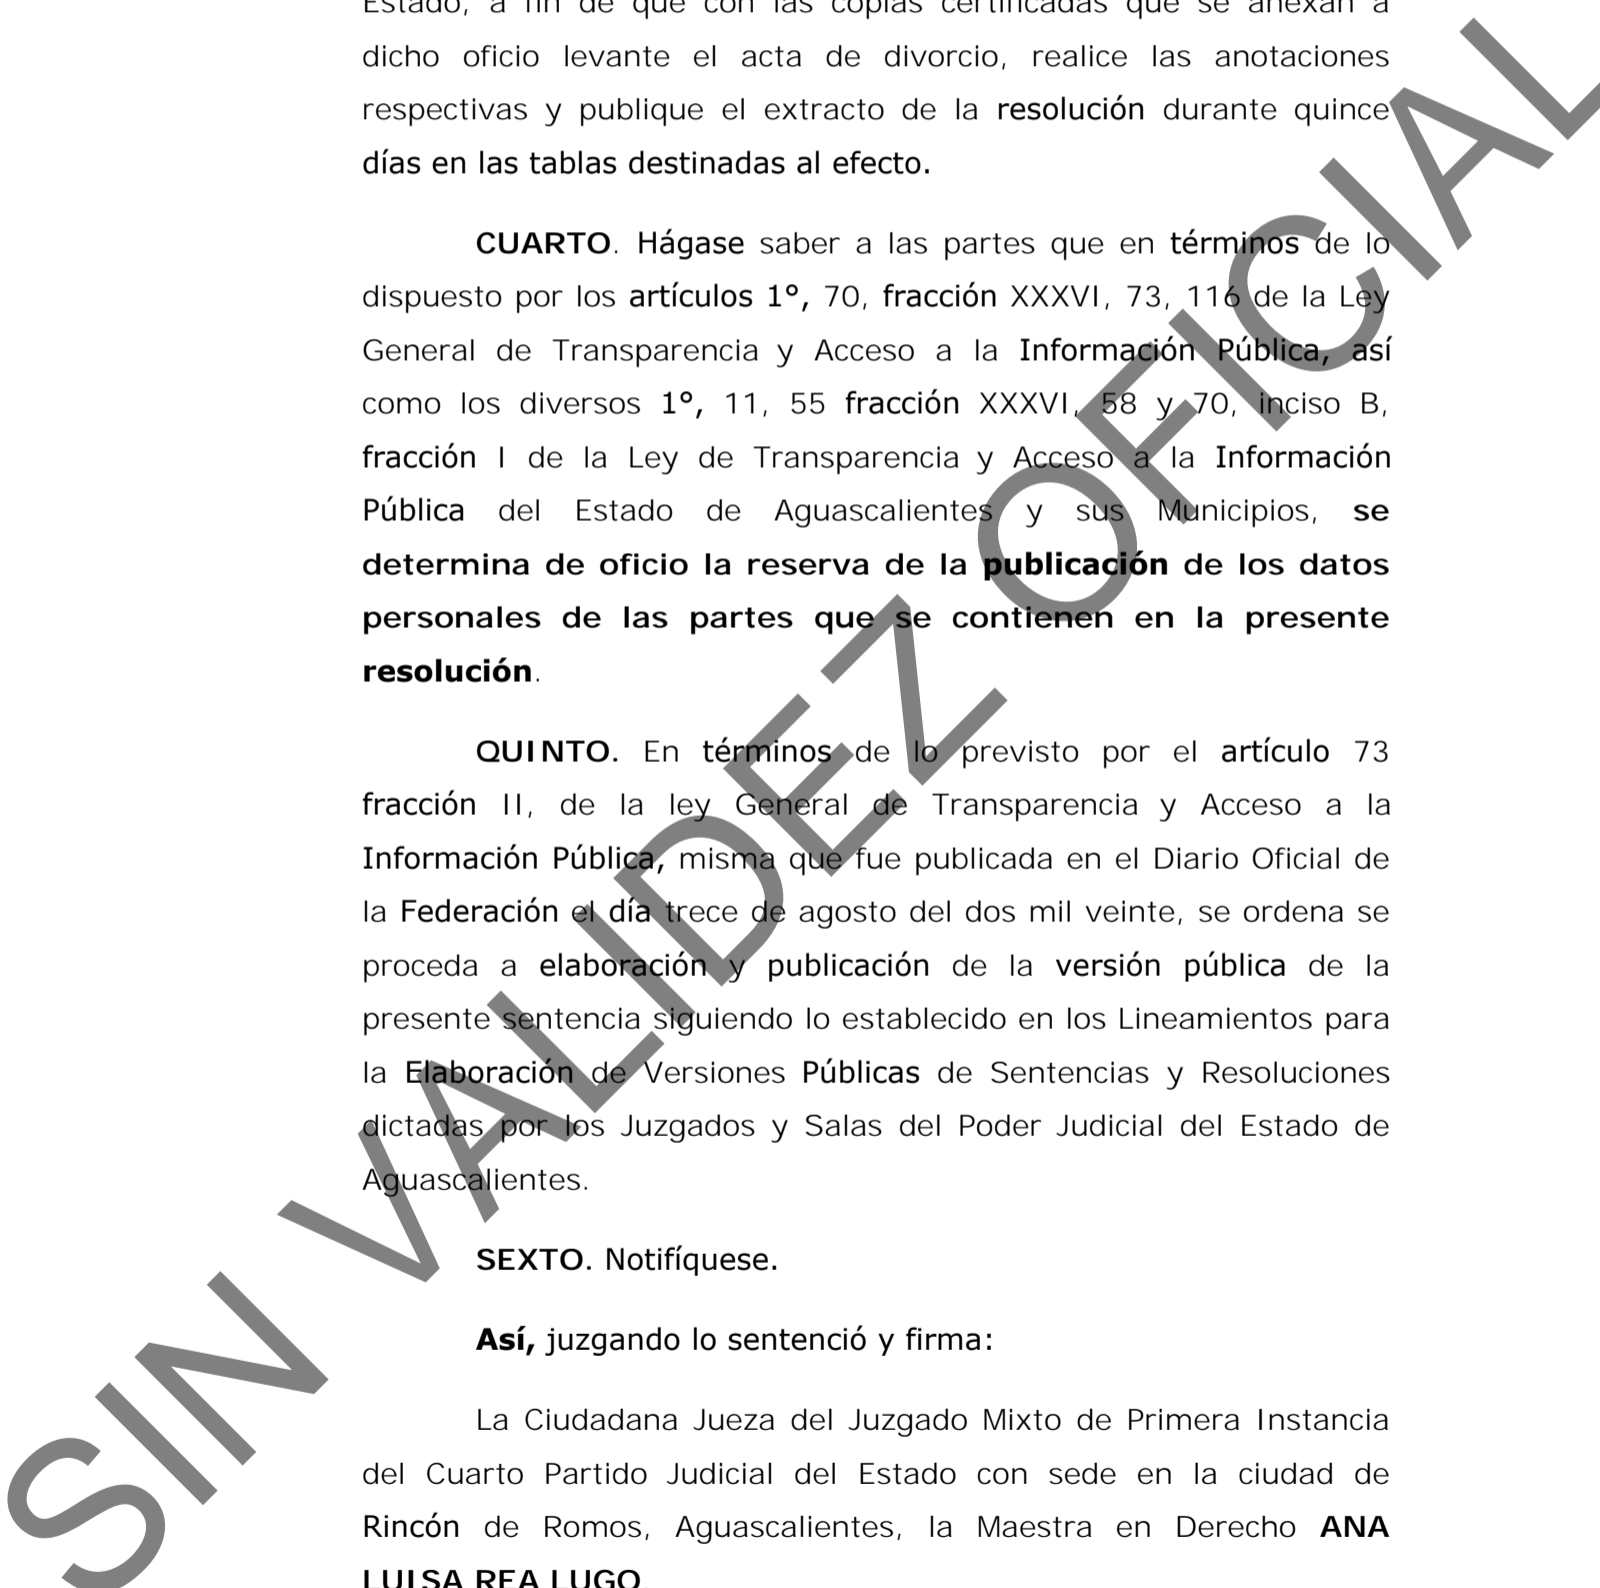 Estado, a fin de que con las copias certificadas que se anexan a
dicho oficio levante el acta de divorcio, realice las anotaciones
respectivas y publique el extracto de la resolución durante quince
días en las tablas destinadas al efecto.
CUARTO. Hágase saber a las partes que en términos de lo
dispuesto por los artículos 1°, 70, fracción XXXVI, 73, 116 de la Ley
General de Transparencia y Acceso a la Información Pública, así
como los diversos 1°, 11, 55 fracción XXXVI, 58 y 70, inciso B,
fracción I de la Ley de Transparencia y Acceso a la Información
Pública del Estado de Aguascalientes y sus Municipios, se
determina de oficio la reserva de la publicación de los datos
personales de las partes que se contienen en la presente
resolución.
QUINTO. En términos de lo previsto por el artículo 73
fracción II, de la ley General de Transparencia y Acceso a la
Información Pública, misma que fue publicada en el Diario Oficial de
la Federación el día trece de agosto del dos mil veinte, se ordena se
proceda a elaboración y publicación de la versión pública de la
presente sentencia siguiendo lo establecido en los Lineamientos para
la Elaboración de Versiones Públicas de Sentencias y Resoluciones
dictadas por los Juzgados y Salas del Poder Judicial del Estado de
Aguascalientes.
SEXTO. Notifíquese.
Así, juzgando lo sentenció y firma:
La Ciudadana Jueza del Juzgado Mixto de Primera Instancia
del Cuarto Partido Judicial del Estado con sede en la ciudad de
Rincón de Romos, Aguascalientes, la Maestra en Derecho ANA
LUISA REA LUGO.
SIN VALIDEZ OFICIAL